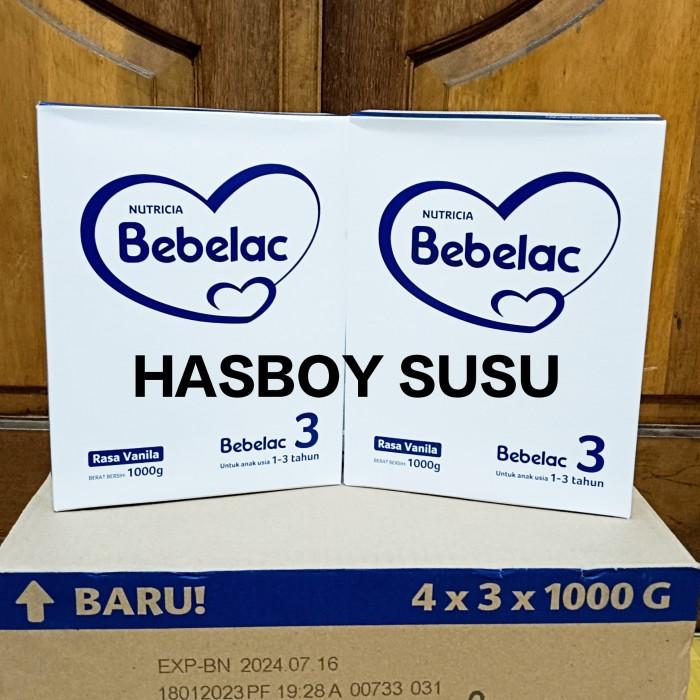 NUTRICIA
Bebelac
NUTRICIA
Bebelac
HASBOY SUSU
Rasa Vanila
BERAT BERSIH: 1000g
Bebelac 3
Untuk anak usia 1-3 tahun
Rasa Vanila
BERAT BERSIH: 1000g
Bebelac 3
Untuk anak usia 1-3 tahun
BARU!
4 x 3 x 1000 G
EXP-BN 2024.07.16
18012023PF 19:28 A 00733 031